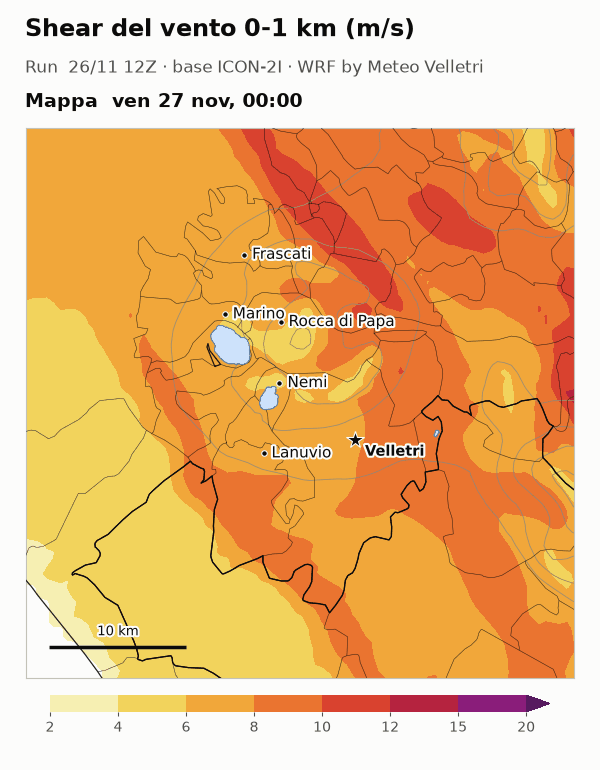 Shear del vento 0-1 km (m/s)
Run  26/11 12Z · base ICON-2I · WRF by Meteo Velletri
Mappa  ven 27 nov, 00:00
Frascati
Marino
Rocca di Papa
Nemi
Velletri
Lanuvio
10 km
2 4 6 8 10 12 15 20